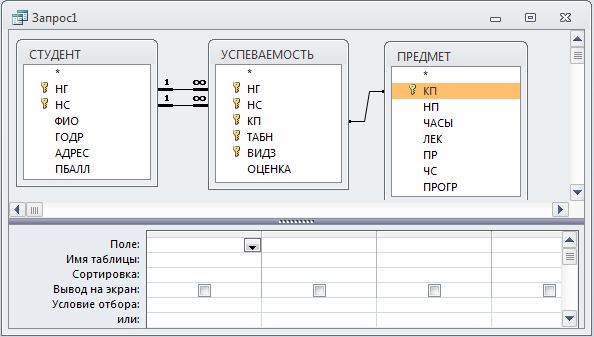 Запрос1
СТУДЕНТ
*
НГ
НС
ФИО
ГОДР
АДРЕС
ПБАЛЛ
1 ∞
1 ∞
УСПЕВАЕМОСТЬ
*
НГ
НС
КП
ТАБН
ВИДЗ
ОЦЕНКА
ПРЕДМЕТ
*
КП
НП
ЧАСЫ
ЛЕК
ПР
ЧС
ПРОГР
Поле:
Имя таблицы:
Сортировка:
Вывод на экран:
Условие отбора:
или: